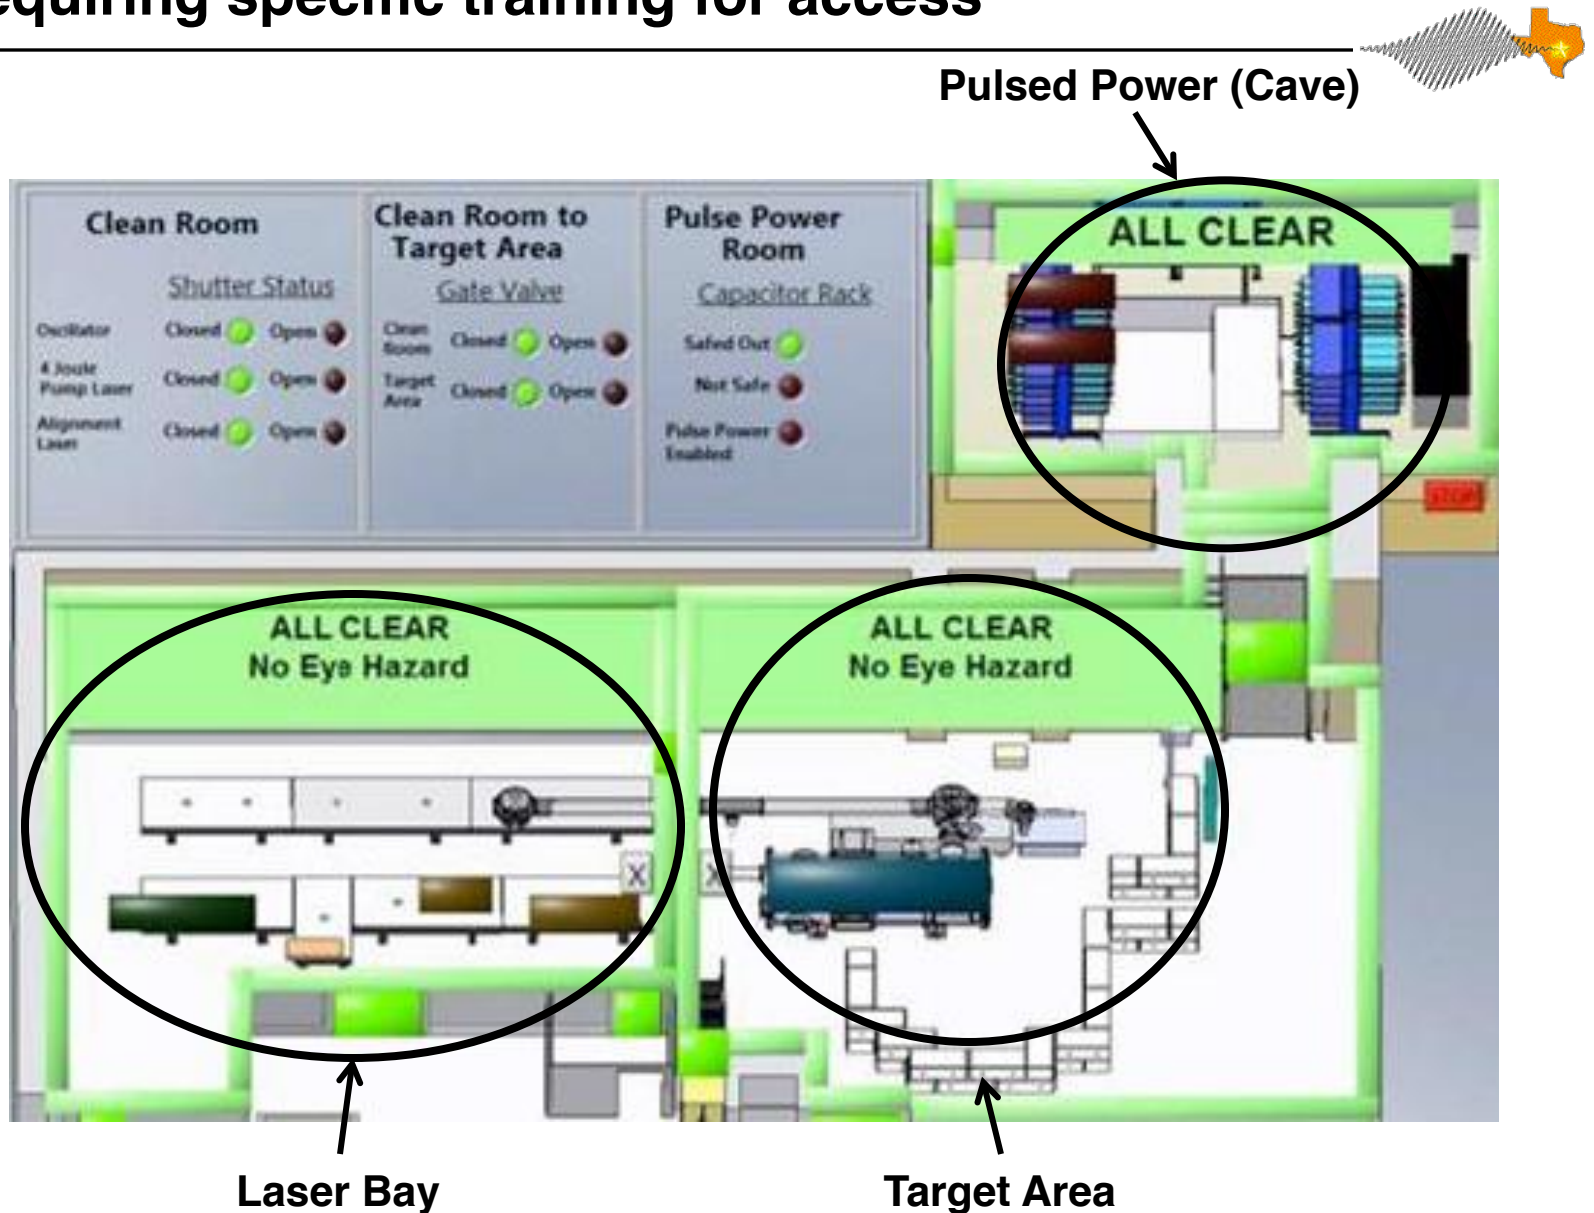 equiring specific training for access
Pulsed Power (Cave)
Clean Room
Shutter Status
Oscillator Closed Open
4 Joule
Pump Laser Closed Open
Alignment
Laser Closed Open
Clean Room to
Target Area
Gate Valve
Clean
Room Closed Open
Target
Area Closed Open
Pulse Power
Room
Capacitor Rack
Safed Out
Not Safe
Pulse Power
Enabled
ALL CLEAR
STOP
ALL CLEAR
No Eye Hazard
ALL CLEAR
No Eye Hazard
X
X
Laser Bay
Target Area